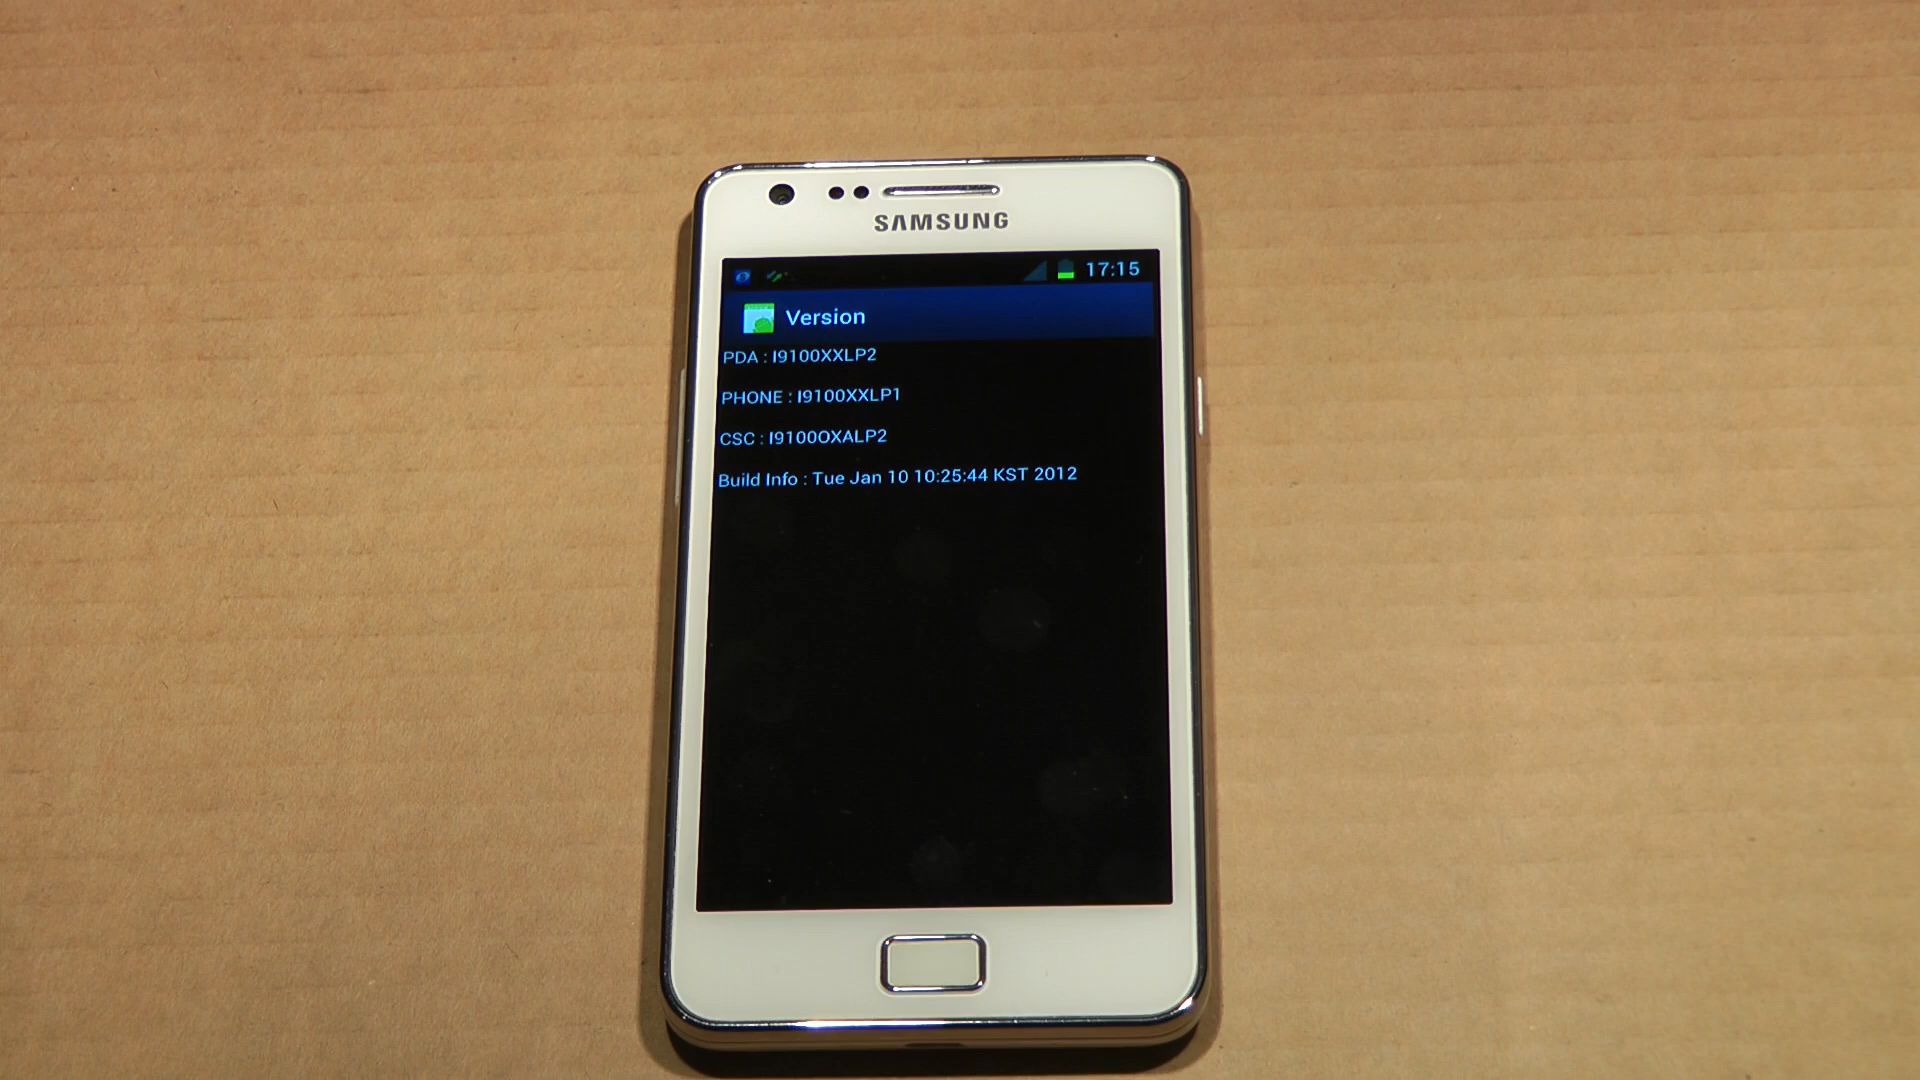 SAMSUNG
17:15
Version
PDA : I9100XXLP2
PHONE : I9100XXLP1
CSC : I9100OXALP2
Build Info : Tue Jan 10 10:25:44 KST 2012